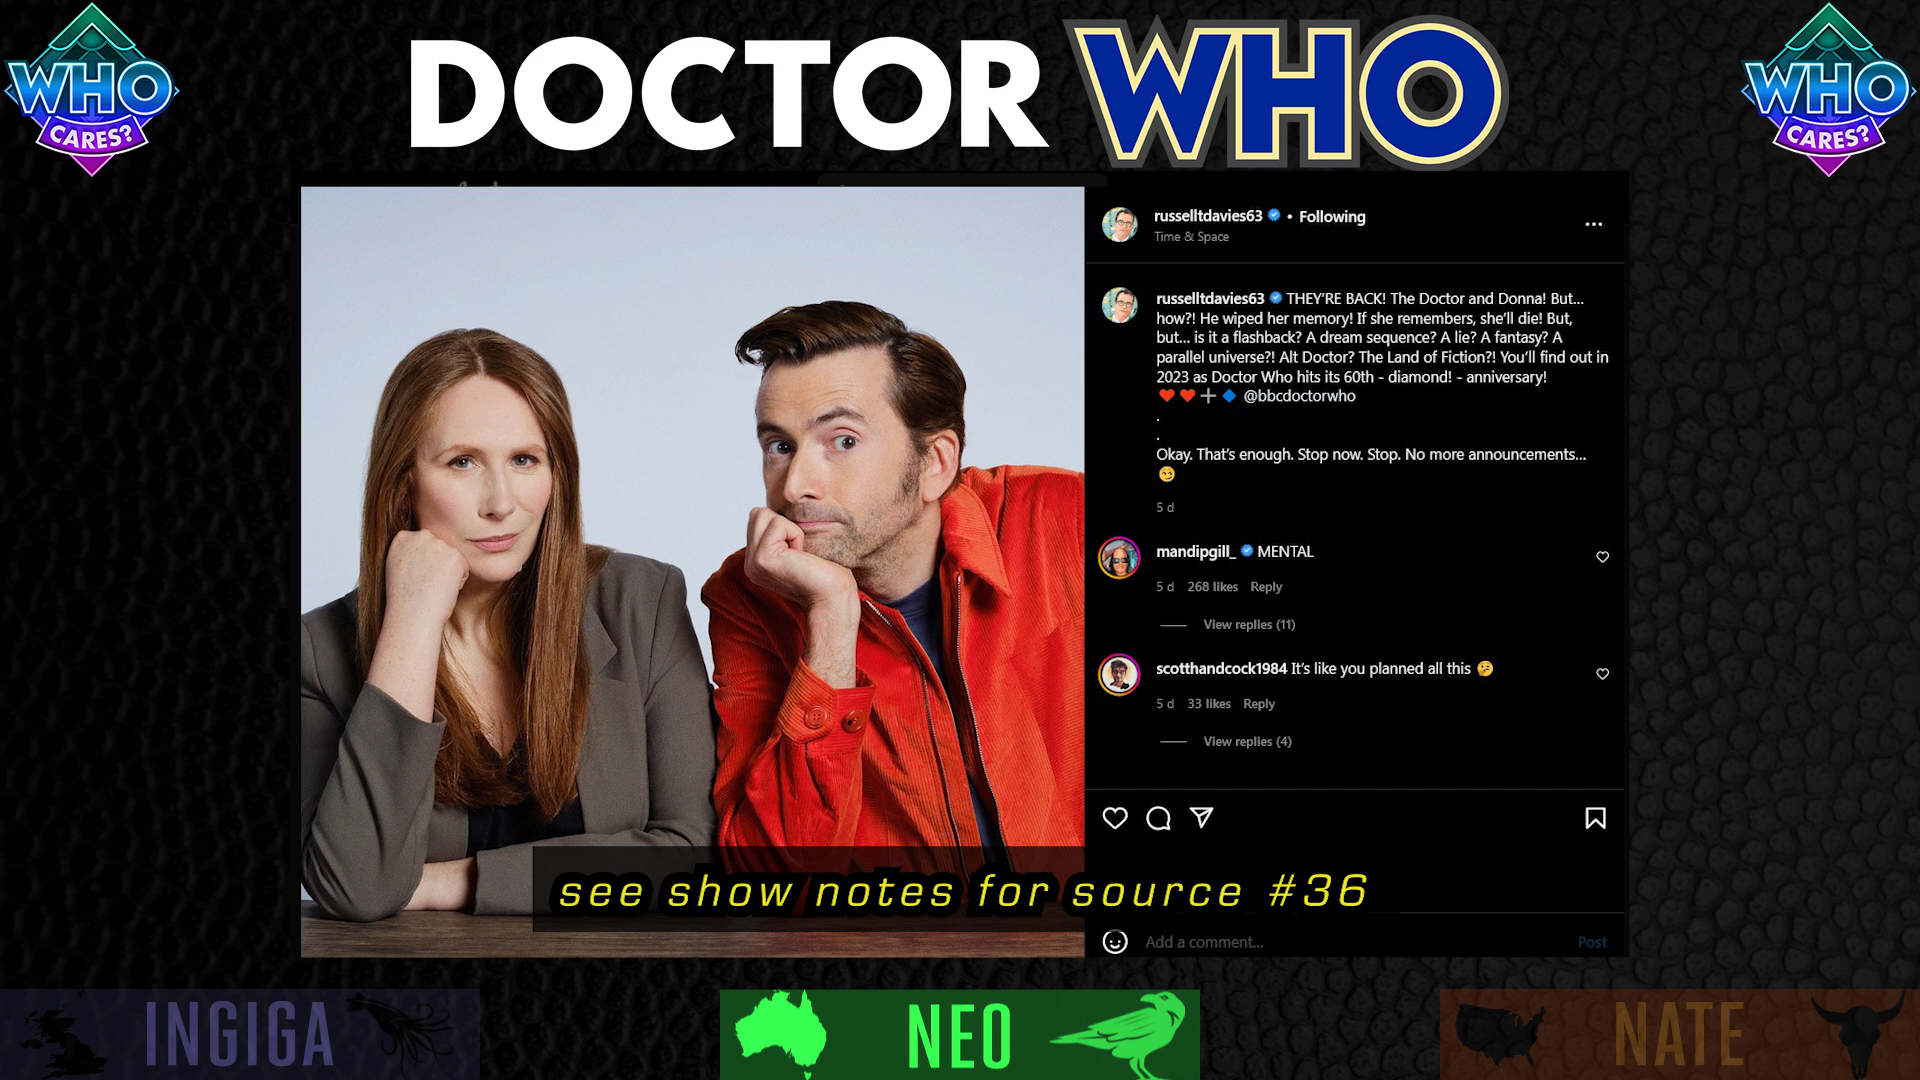 WHO
CARES?
DOCTOR WHO
WHO
CARES?
russelltdavies63 • Following
Time & Space
russelltdavies63 THEY'RE BACK! The Doctor and Donna! But...
how?! He wiped her memory! If she remembers, she'll die! But,
but... is it a flashback? A dream sequence? A lie? A fantasy? A
parallel universe?! Alt Doctor? The Land of Fiction?! You'll find out in
2023 as Doctor Who hits its 60th - diamond! - anniversary!
❤️❤️➕🔷 @bbcdoctorwho
.
.
Okay. That's enough. Stop now. Stop. No more announcements...
😏
5 d
mandipgill_ MENTAL
5 d 268 likes Reply
View replies (11)
scotthandcock1984 It's like you planned all this 🤔
5 d 33 likes Reply
View replies (4)
see show notes for source #36
Add a comment... Post
INGIGA
NEO
NATE